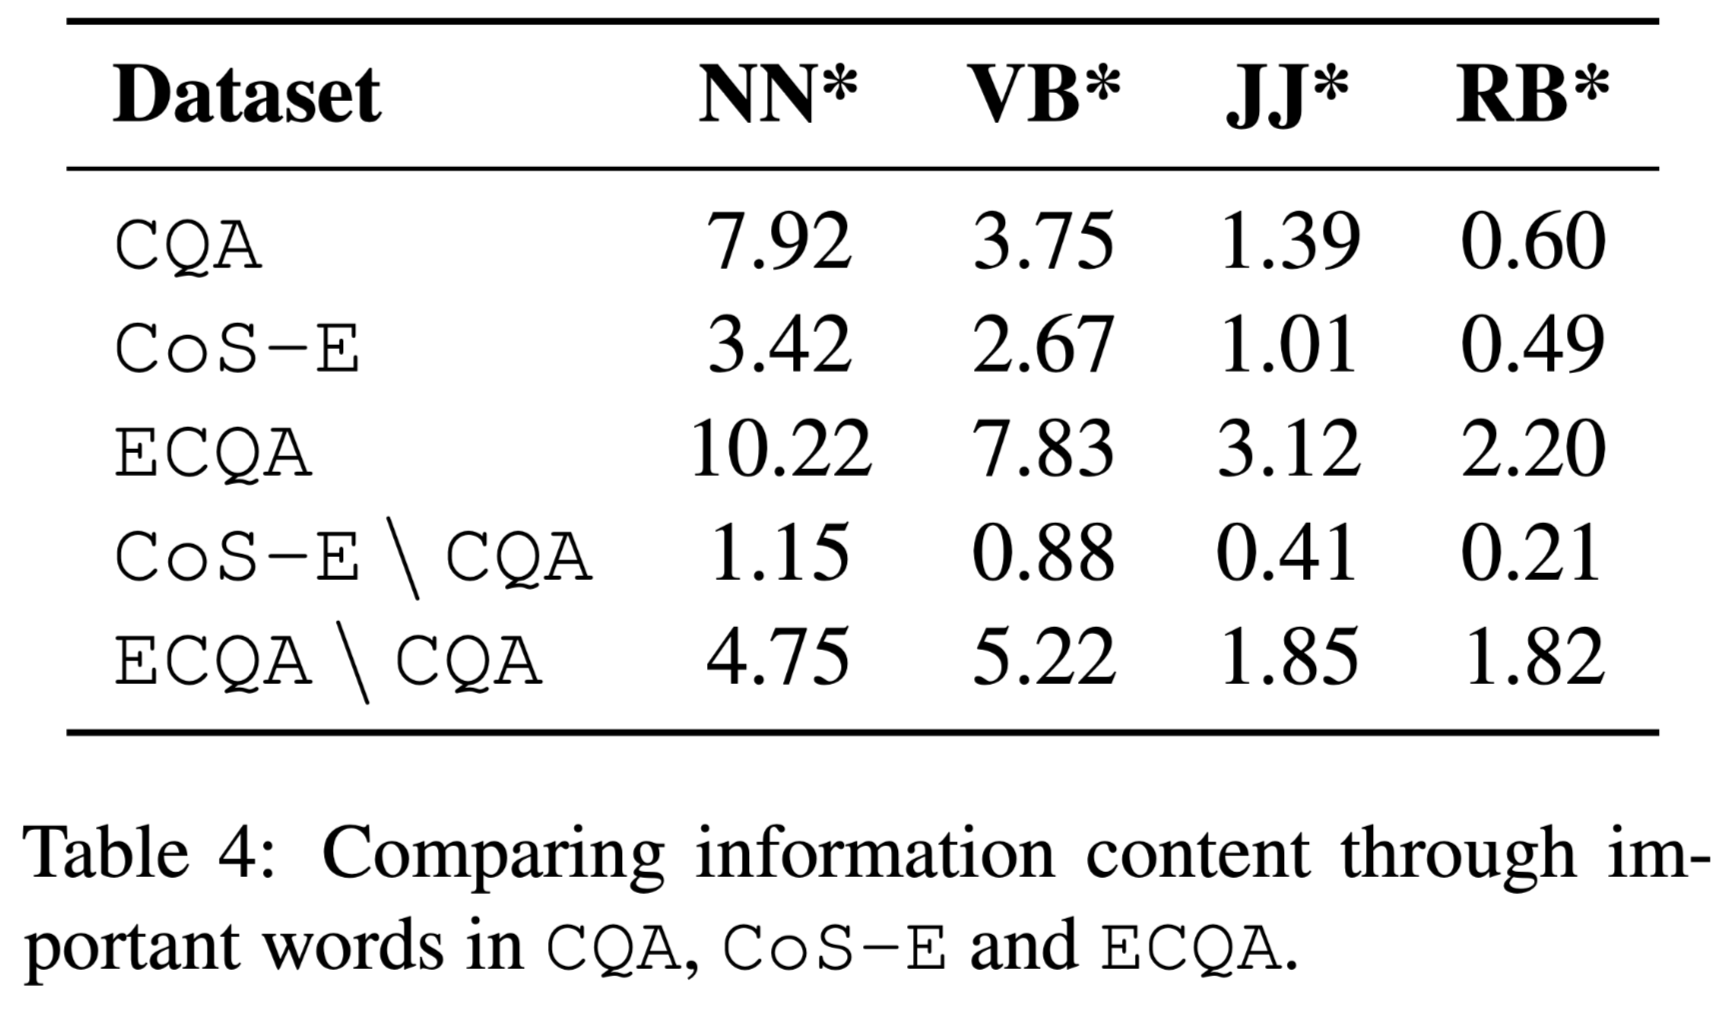 Dataset NN* VB* JJ* RB*
CQA 7.92 3.75 1.39 0.60
CoS-E 3.42 2.67 1.01 0.49
ECQA 10.22 7.83 3.12 2.20
CoS-E \ CQA 1.15 0.88 0.41 0.21
ECQA \ CQA 4.75 5.22 1.85 1.82
Table 4: Comparing information content through im-
portant words in CQA, CoS-E and ECQA.